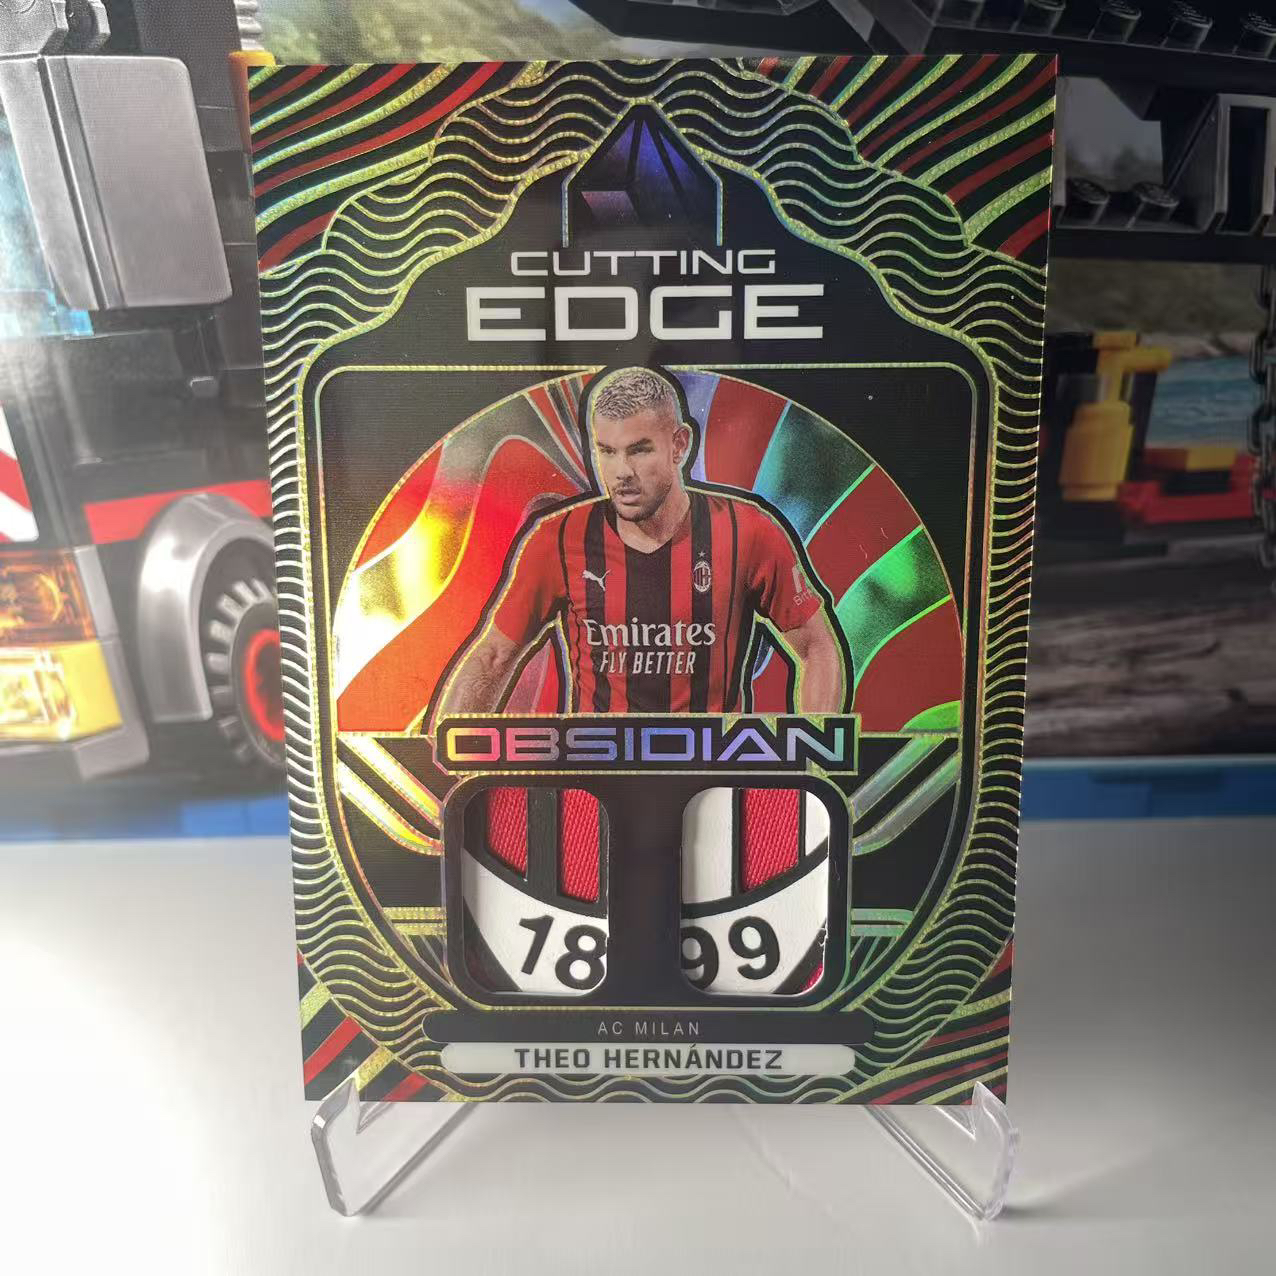 CUTTING
EDGE
Emirates
FLY BETTER
OBSIDIAN
18
99
AC MILAN
THEO HERNÁNDEZ